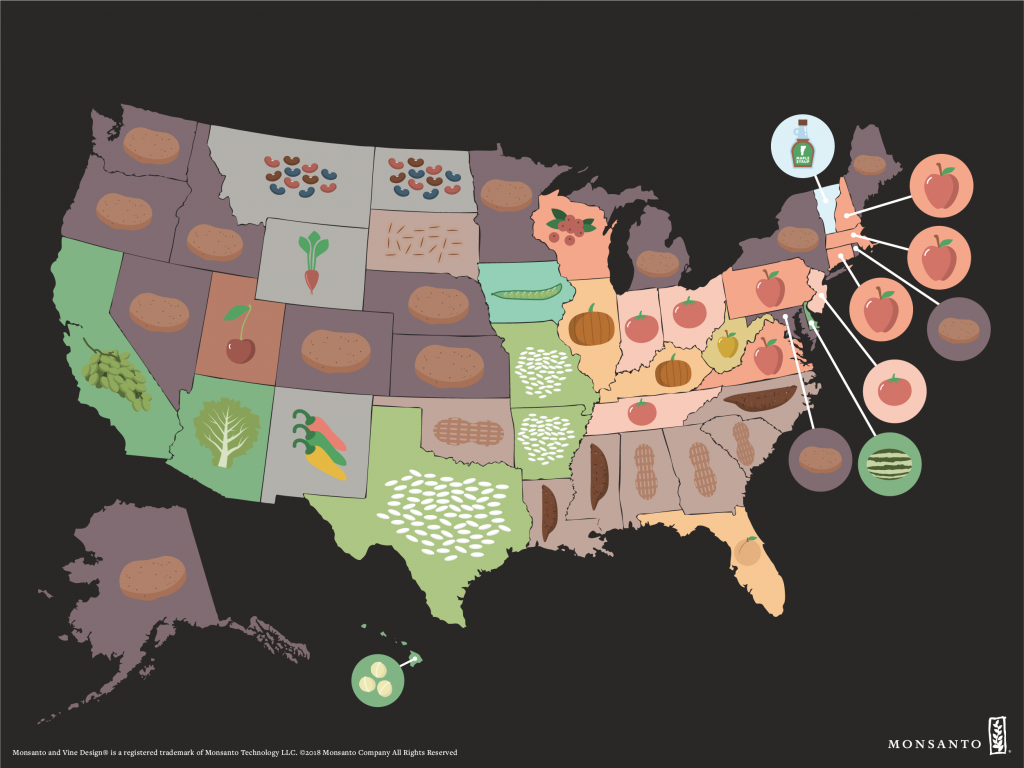 MAPLE
SYRUP
Monsanto and Vine Design® is a registered trademark of Monsanto Technology LLC. ©2018 Monsanto Company All Rights Reserved
MONSANTO ®